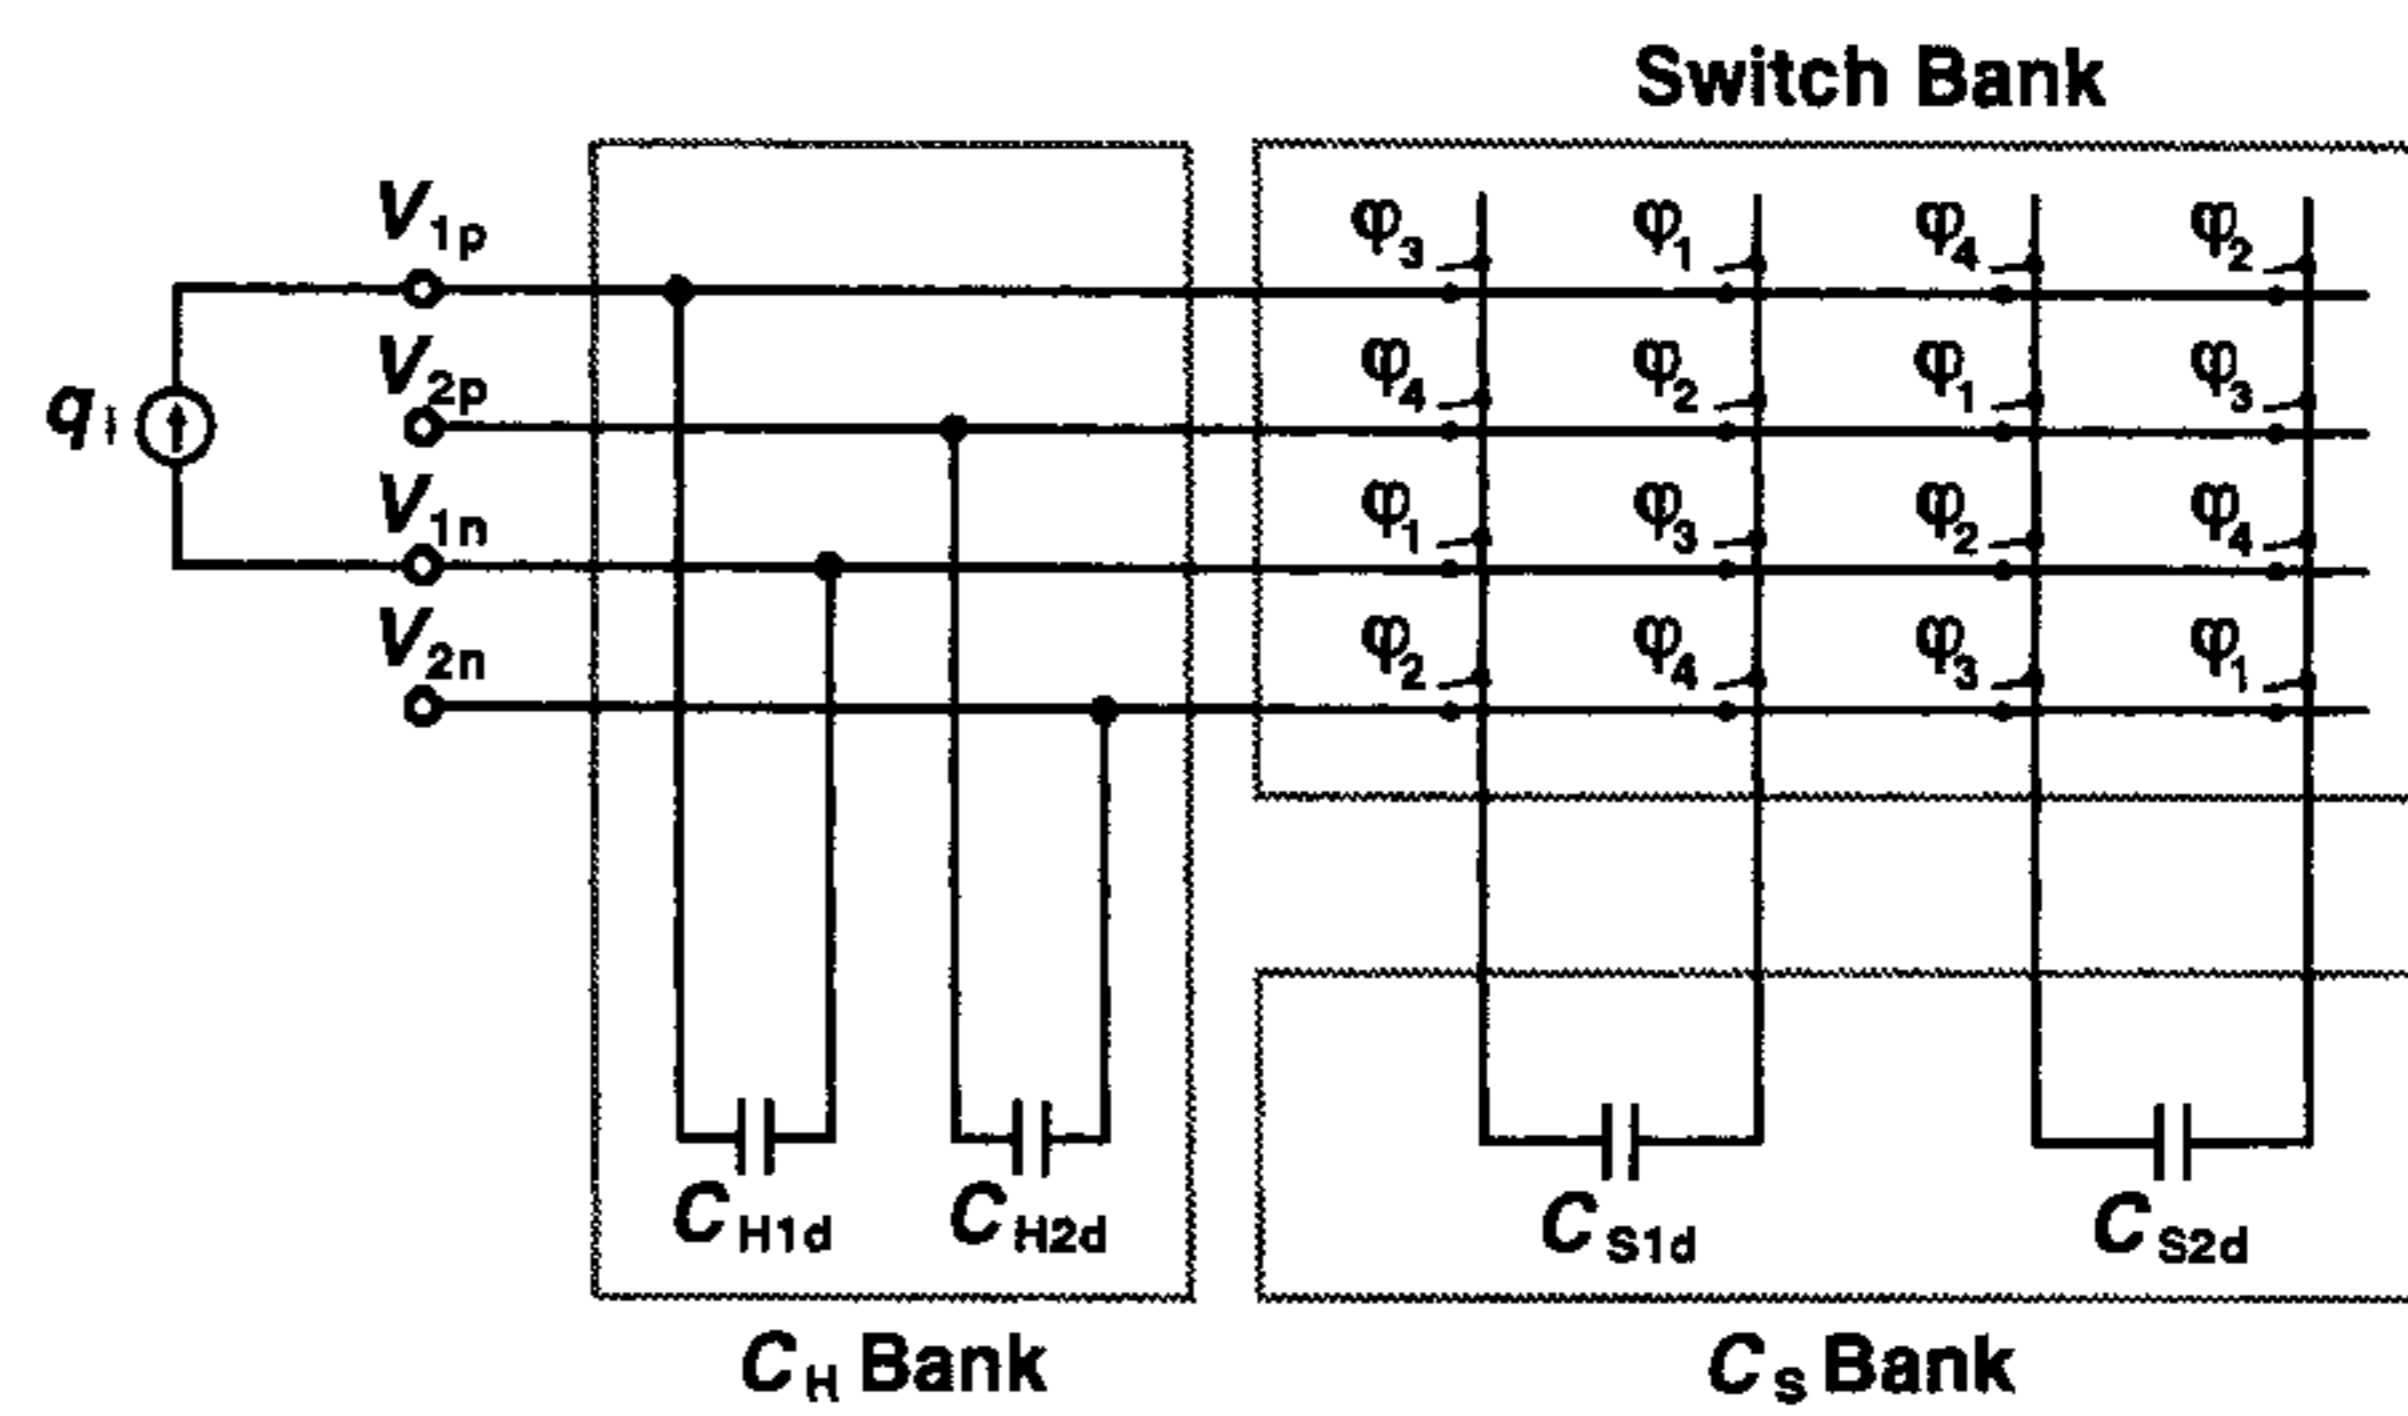 Switch Bank
V1p
φ3 φ1 φ4 φ2
V2p
qi
φ4 φ2 φ1 φ3
V1n
φ1 φ3 φ2 φ4
V2n
φ2 φ4 φ3 φ1
CH1d CH2d CS1d CS2d
CH Bank CS Bank